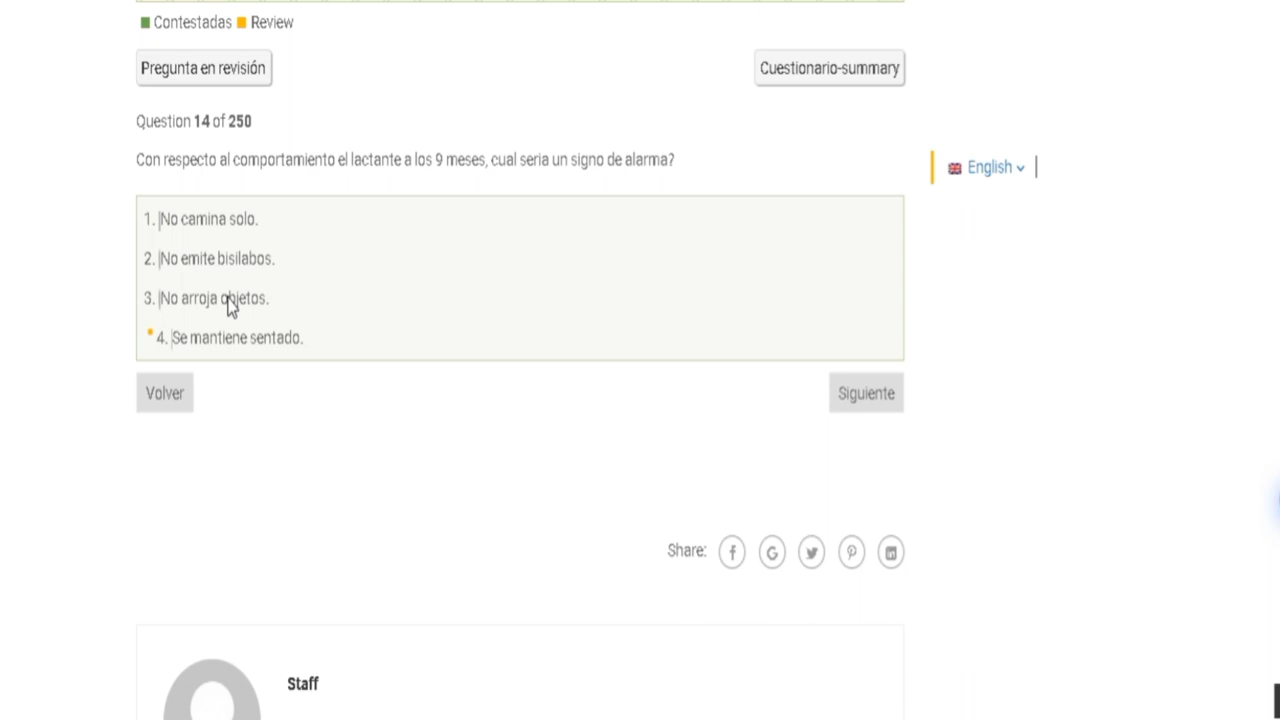 Contestadas Review
Pregunta en revisión
Cuestionario-summary
Question 14 of 250
Con respecto al comportamiento el lactante a los 9 meses, cual seria un signo de alarma?
English
1. No camina solo.
2. No emite bisilabos.
3. No arroja objetos.
4. Se mantiene sentado.
Volver
Siguiente
Share:
Staff